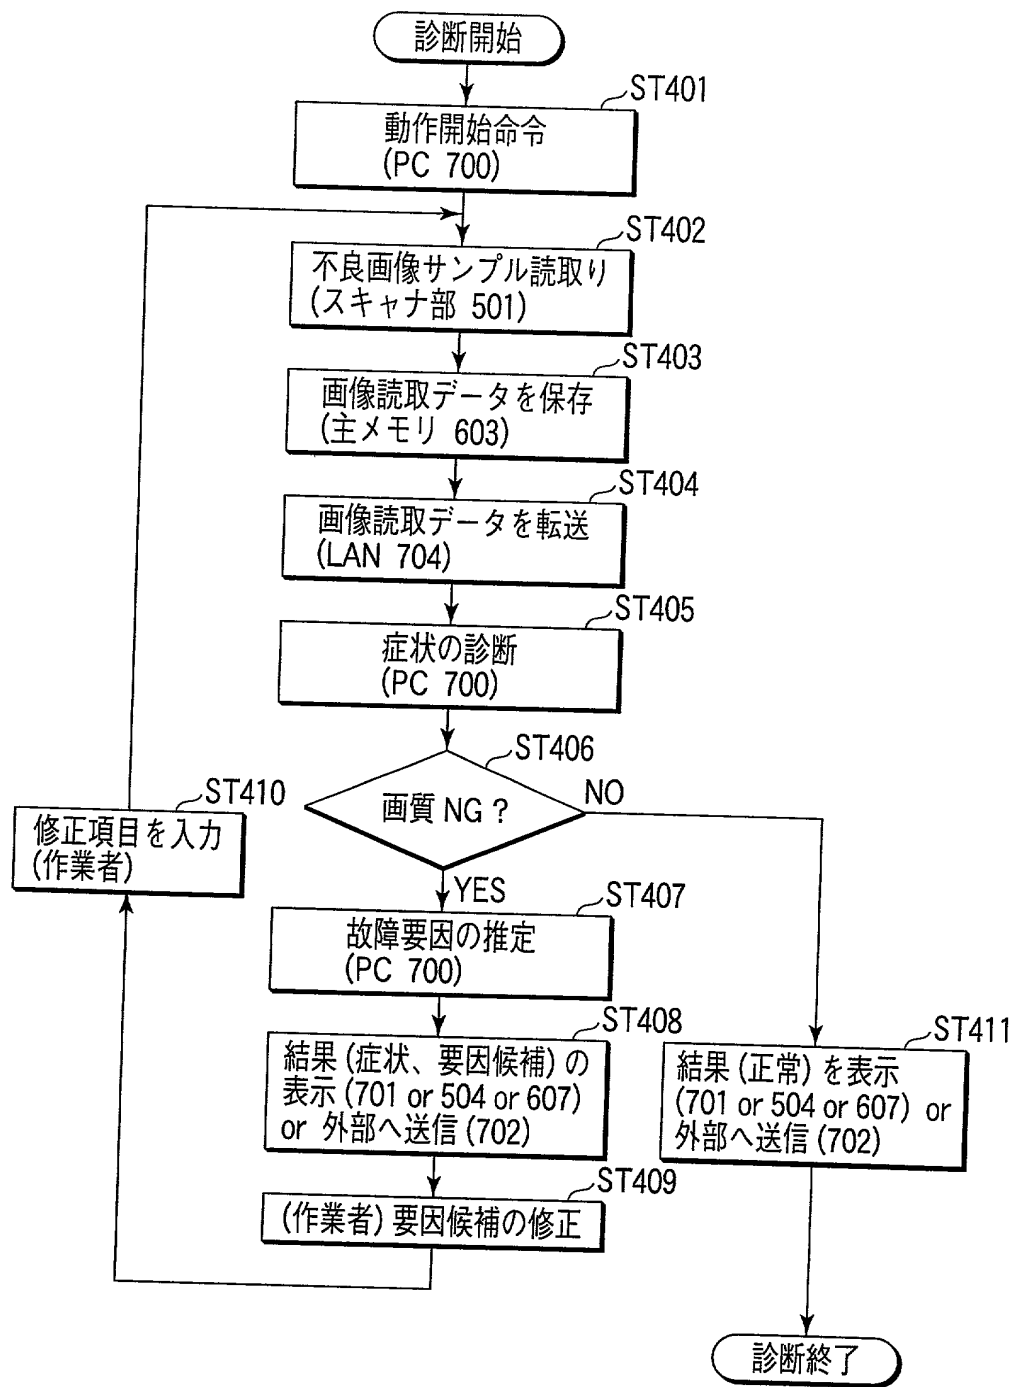 診断開始
ST401
動作開始命令
(PC 700)
ST402
不良画像サンプル読取り
(スキャナ部 501)
ST403
画像読取データを保存
(主メモリ 603)
ST404
画像読取データを転送
(LAN 704)
ST405
症状の診断
(PC 700)
ST406
画質 NG ?
NO
YES
ST407
故障要因の推定
(PC 700)
ST408
結果 (症状、要因候補) の
表示 (701 or 504 or 607)
or 外部へ送信 (702)
ST409
(作業者) 要因候補の修正
ST410
修正項目を入力
(作業者)
ST411
結果 (正常) を表示
(701 or 504 or 607) or
外部へ送信 (702)
診断終了